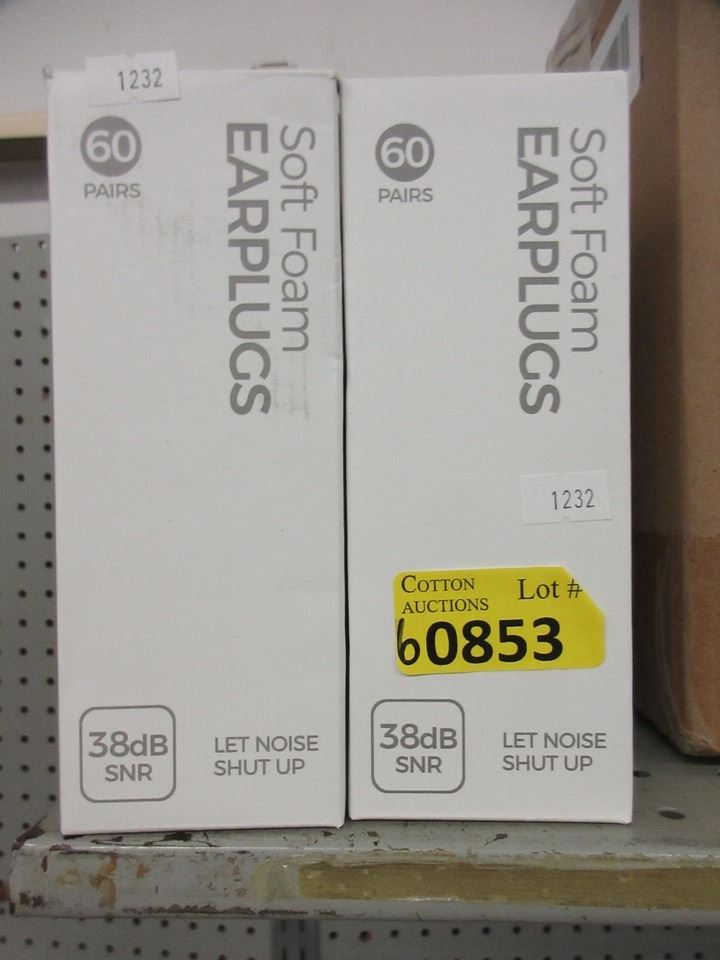 1232
60
PAIRS
Soft Foam
EARPLUGS
38dB
SNR
LET NOISE
SHUT UP
60
PAIRS
Soft Foam
EARPLUGS
1232
COTTON
AUCTIONS
Lot #
60853
38dB
SNR
LET NOISE
SHUT UP